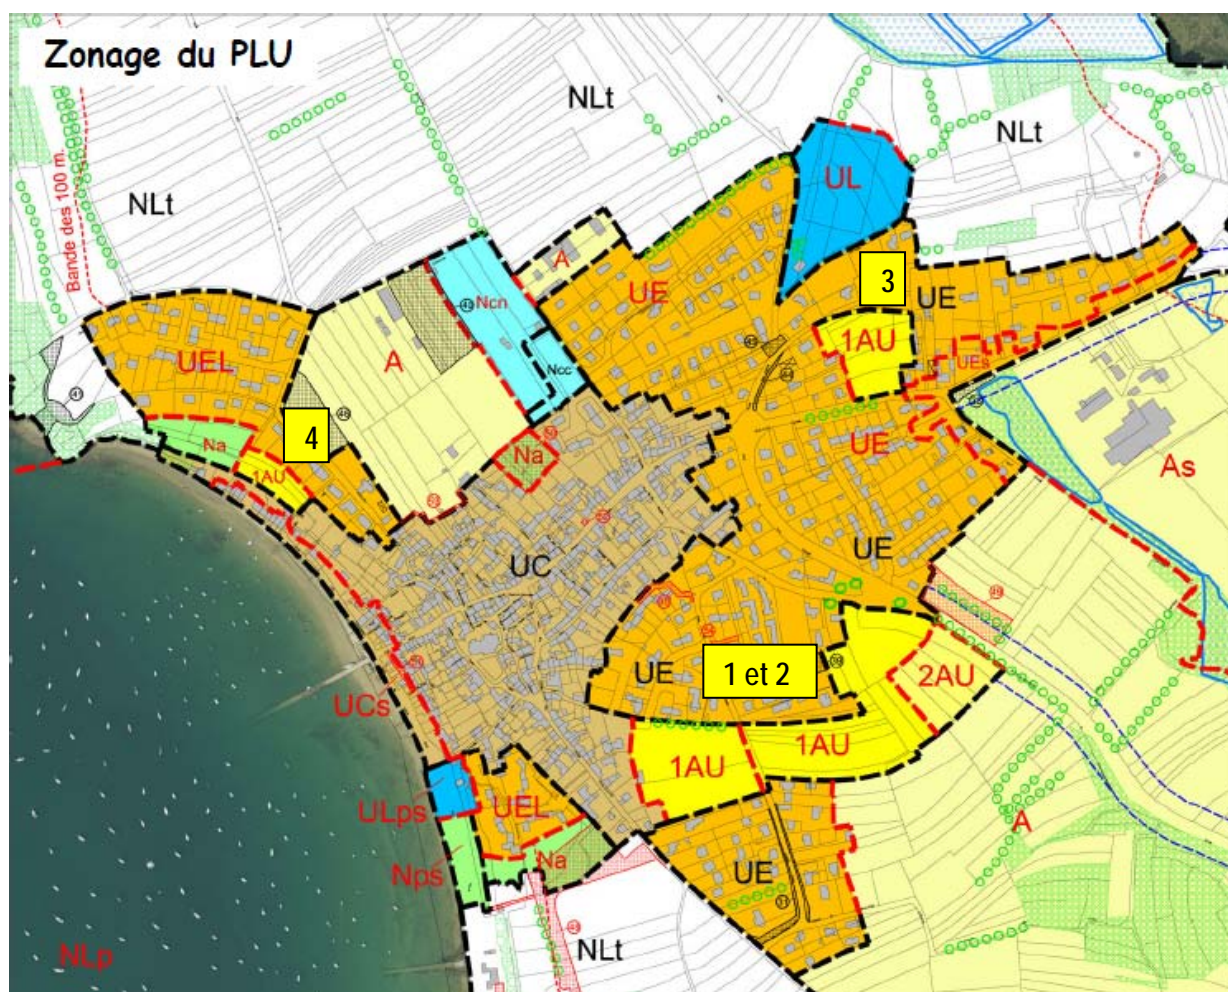 Zonage du PLU
NLt
NLt
Bande des 100 m.
UL
NLt
A
Ncn
UE
3
UE
UEL
A
1AU
Ncc
UEs
4
Na
Na
UE
As
1AU
UC
UE
UE
1 et 2
2AU
UCs
1AU
1AU
ULps
UEL
A
Na
Nps
UE
NLt
NLp